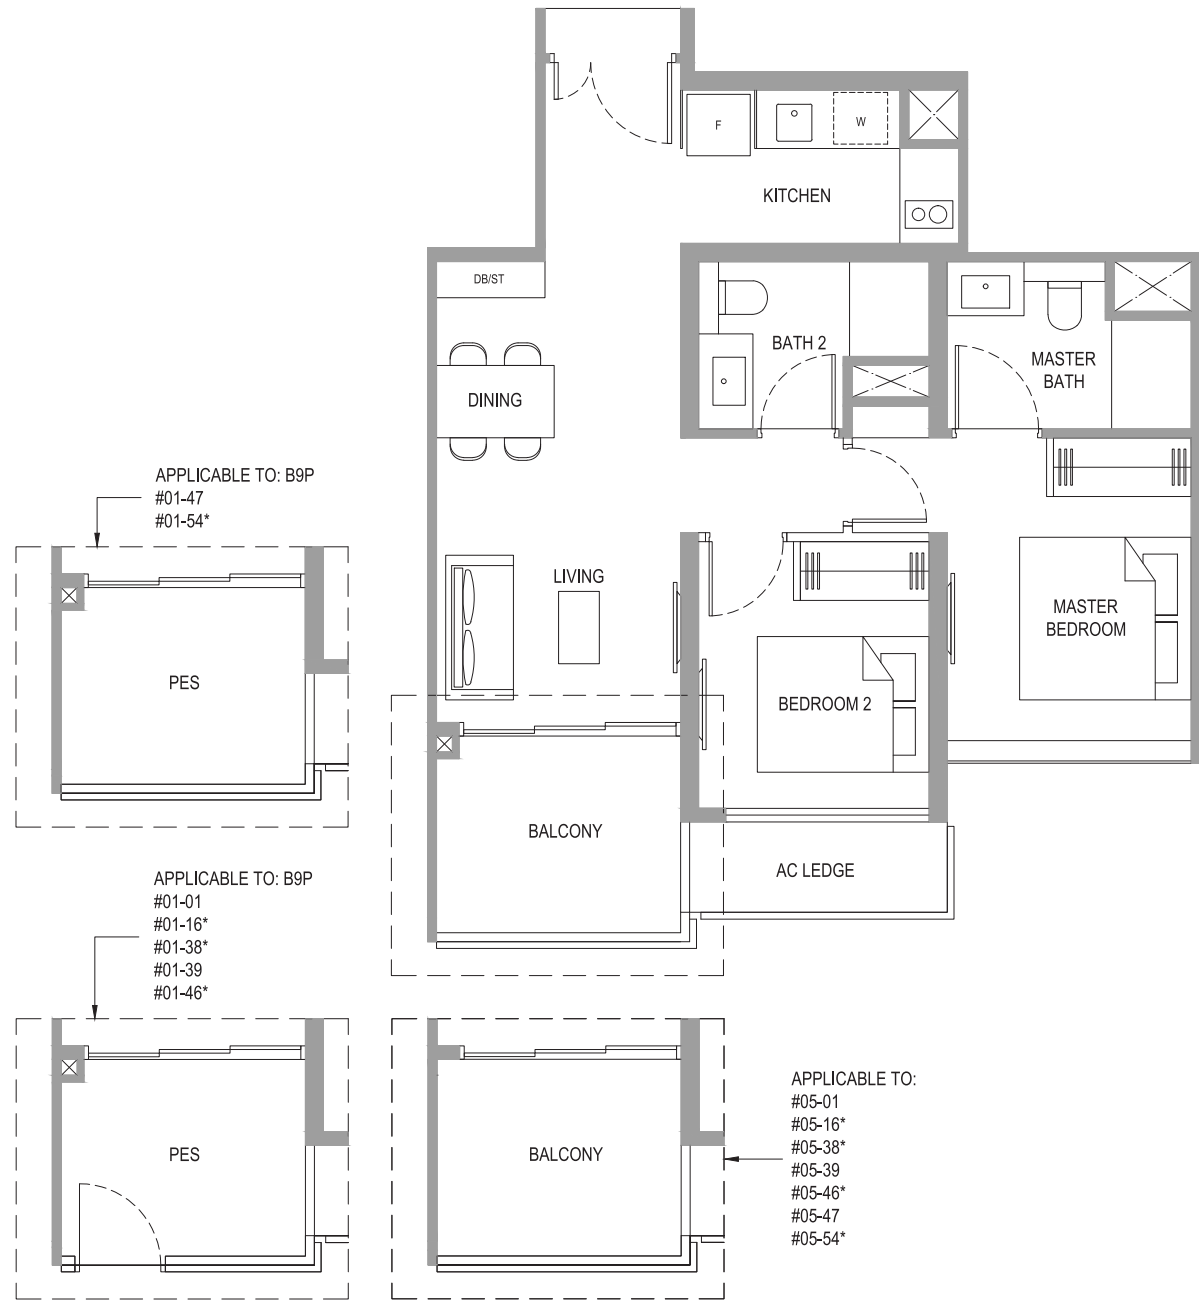 F
W
KITCHEN
DB/ST
BATH 2
MASTER
BATH
DINING
APPLICABLE TO: B9P
#01-47
#01-54*
LIVING
MASTER
BEDROOM
PES
BEDROOM 2
BALCONY
AC LEDGE
APPLICABLE TO: B9P
#01-01
#01-16*
#01-38*
#01-39
#01-46*
PES
BALCONY
APPLICABLE TO:
#05-01
#05-16*
#05-38*
#05-39
#05-46*
#05-47
#05-54*